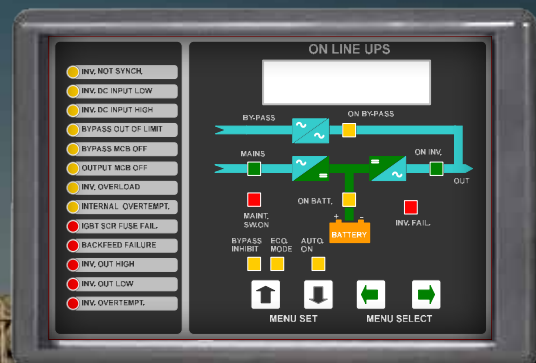 ON LINE UPS
INV. NOT SYNCH.
INV. DC INPUT LOW
INV. DC INPUT HIGH
BYPASS OUT OF LIMIT
BYPASS MCB OFF
OUTPUT MCB OFF
INV. OVERLOAD
INTERNAL OVERTEMPT.
IGBT SCR FUSE FAIL.
BACKFEED FAILURE
INV. OUT HIGH
INV. OUT LOW
INV. OVERTEMPT.
BY-PASS
ON BY-PASS
MAINS
ON INV.
OUT
MAINT.
SW.ON
ON BATT.
INV. FAIL.
+ -
BATTERY
BYPASS
INHIBIT
ECO.
MODE
AUTO.
ON
MENU SET
MENU SELECT